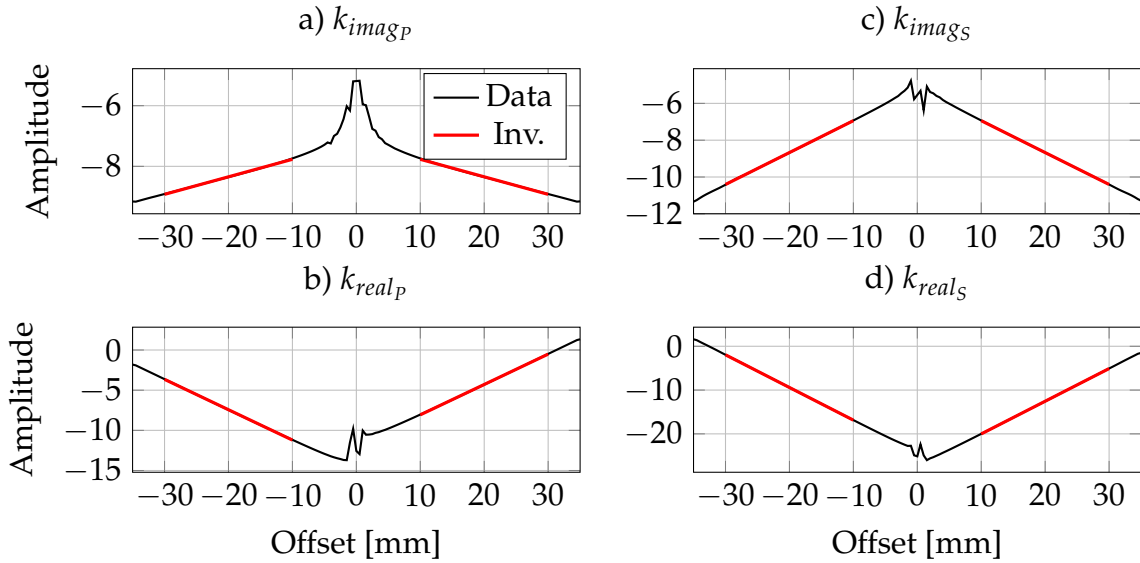 a) k_{imag_P}
c) k_{imag_S}
Amplitude
−6
−8
Data
Inv.
−30 −20 −10 0 10 20 30
−6
−8
−10
−12
−30 −20 −10 0 10 20 30
b) k_{real_P}
d) k_{real_S}
Amplitude
0
−5
−10
−15
−30 −20 −10 0 10 20 30
Offset [mm]
0
−10
−20
−30 −20 −10 0 10 20 30
Offset [mm]